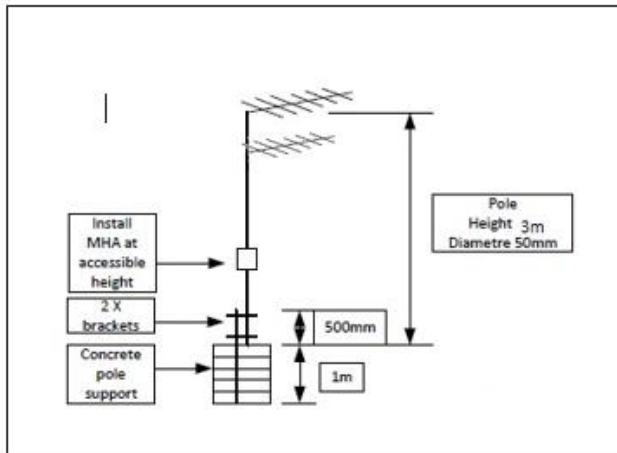 Install
MHA at
accessible
height
2 X
brackets
Concrete
pole
support
Pole
Height 3m
Diametre 50mm
500mm
1m